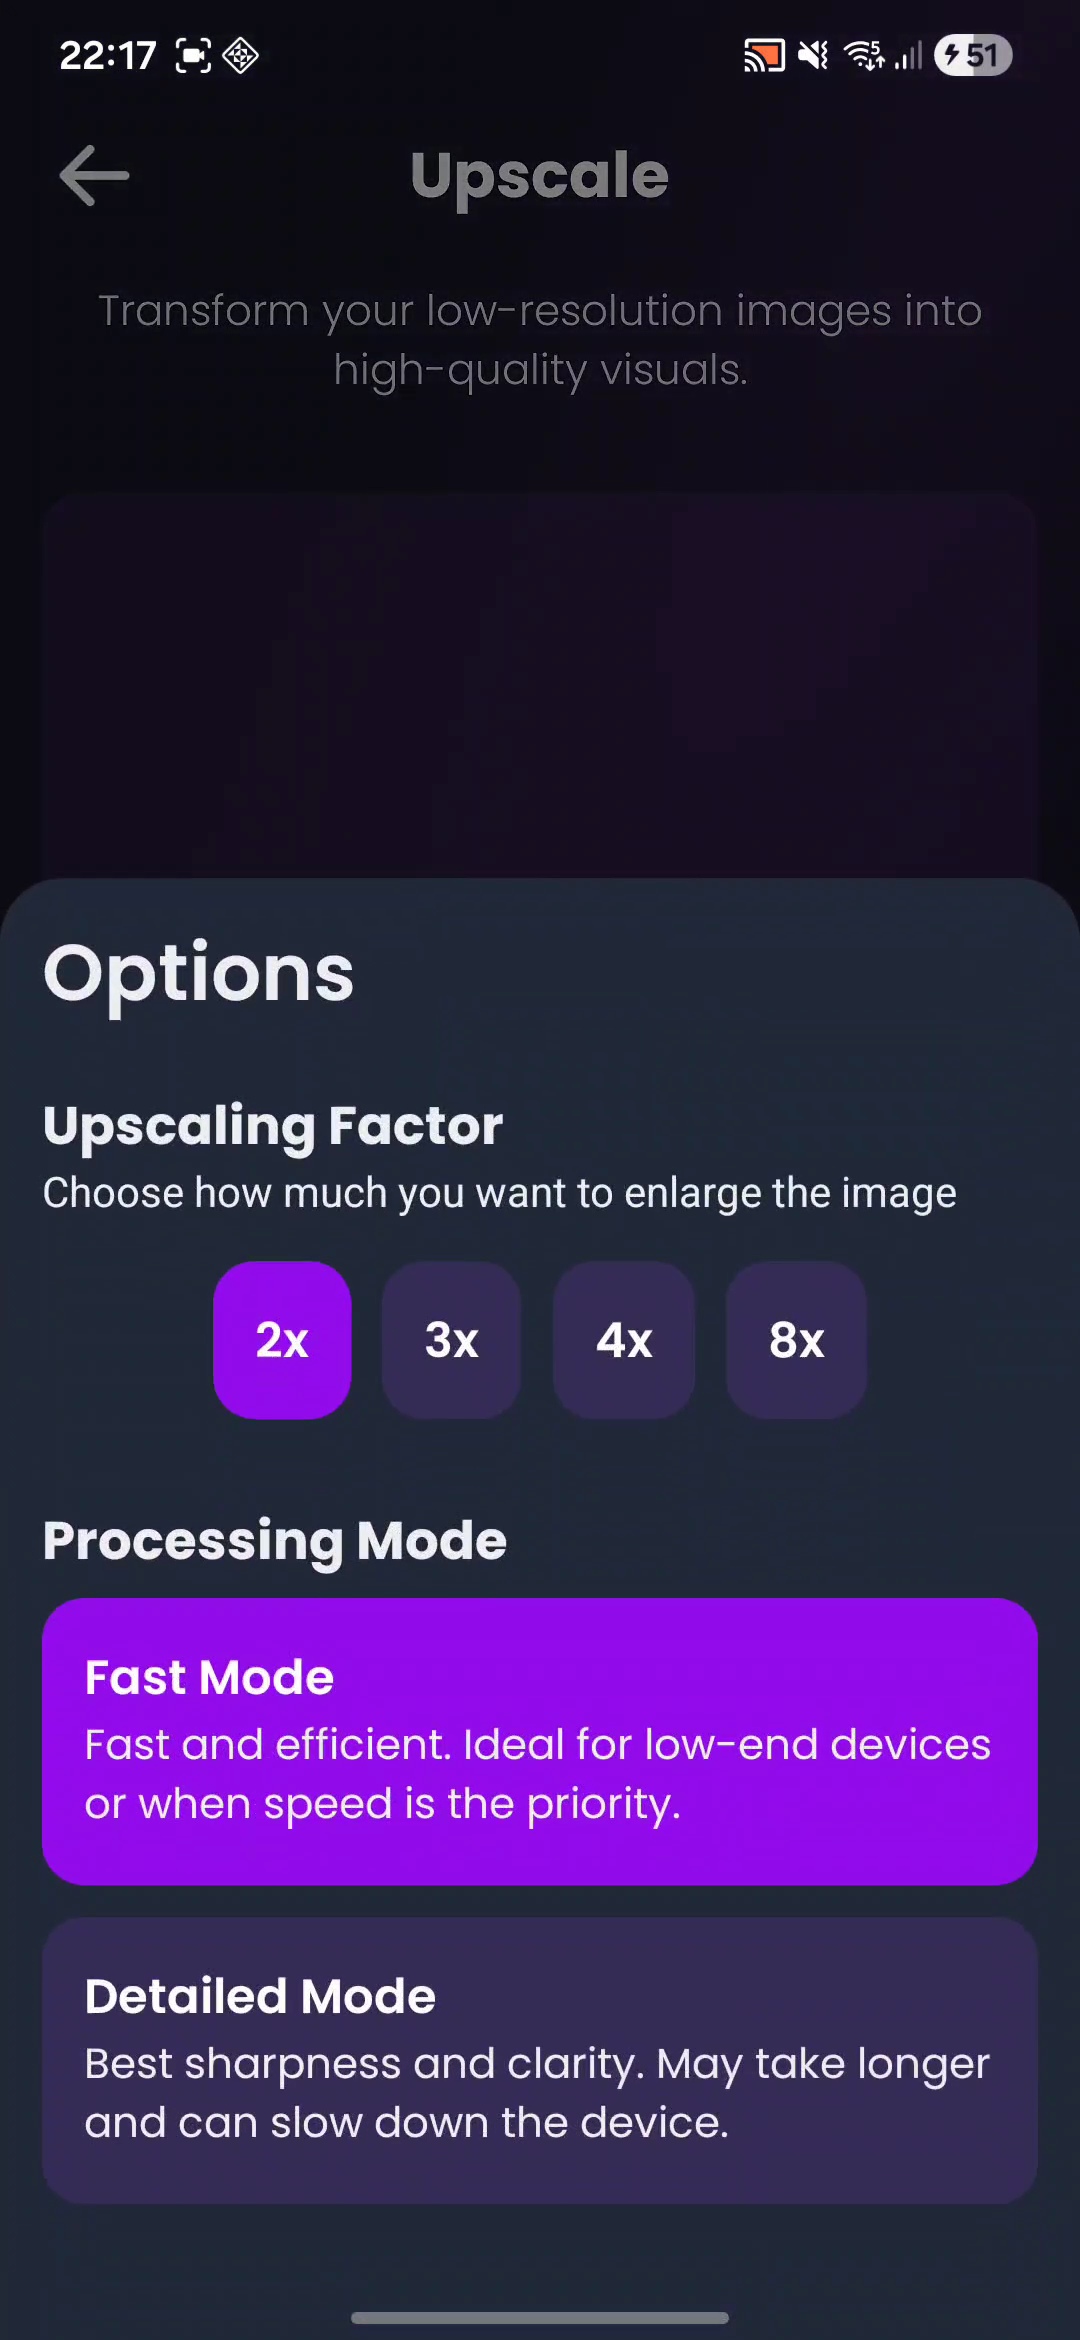 22:17
51
Upscale
Transform your low-resolution images into
high-quality visuals.
Options
Upscaling Factor
Choose how much you want to enlarge the image
2x 3x 4x 8x
Processing Mode
Fast Mode
Fast and efficient. Ideal for low-end devices
or when speed is the priority.
Detailed Mode
Best sharpness and clarity. May take longer
and can slow down the device.